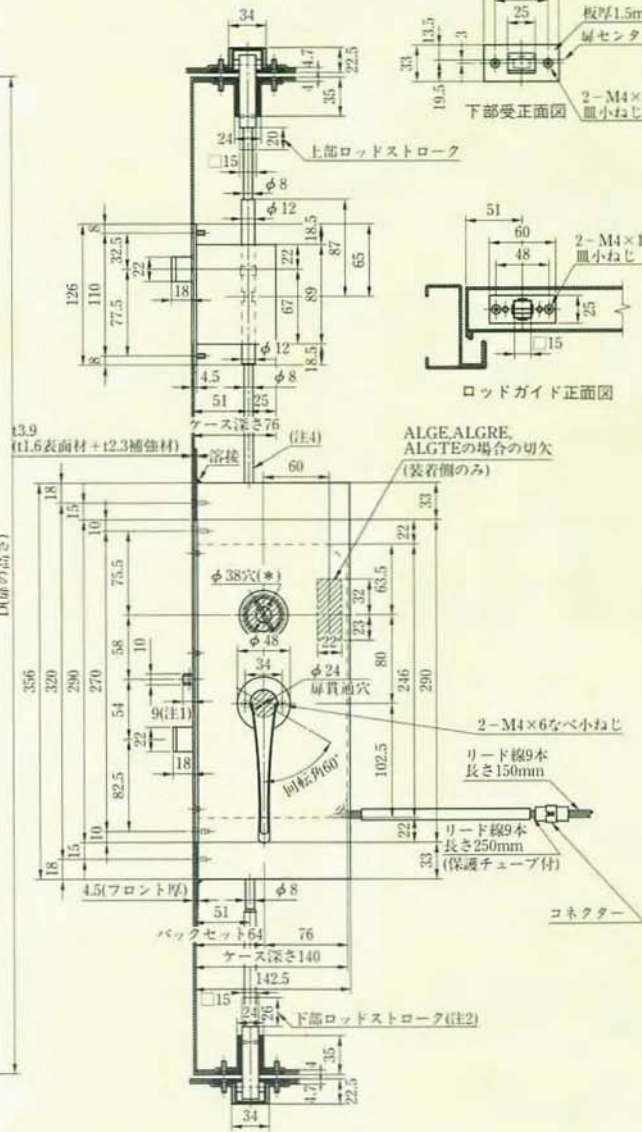 34
4.7
22.5
4
35
24
20
□15
上部ロッドストローク
φ8
φ12
8
32.5
22
126
110
18
77.5
8
18.5
22
87
65
67
89
φ12
18.5
4.5
φ8
51
25
ケース深さ76
t3.9
(t1.6表面材+t2.3補強材)
溶接
(注4)
60
ALGE,ALGRE,
ALGTEの場合の切欠
(装着側のみ)
25
板厚1.5m
13.5
3
扉センタ
33
19.5
2-M4×
皿小ねじ
下部受正面図
51
60
2-M4×1
皿小ねじ
48
25
□15
ロッドガイド正面図
18
15
10
33
22
75.5
φ38穴(*)
32
63.5
23
22
φ48
58
10
34
φ24
扉貫通穴
80
356
320
290
270
246
290
9(注1)
54
2-M4×6なべ小ねじ
22
18
回転角60°
102.5
リード線9本
長さ150mm
82.5
10
15
18
22
33
リード線9本
長さ250mm
(保護チューブ付)
コネクター
4.5(フロント厚)
φ8
51
バックセット64
76
ケース深さ140
142.5
□15
24
26
下部ロッドストローク(注2)
35
4
4.7
22.5
34